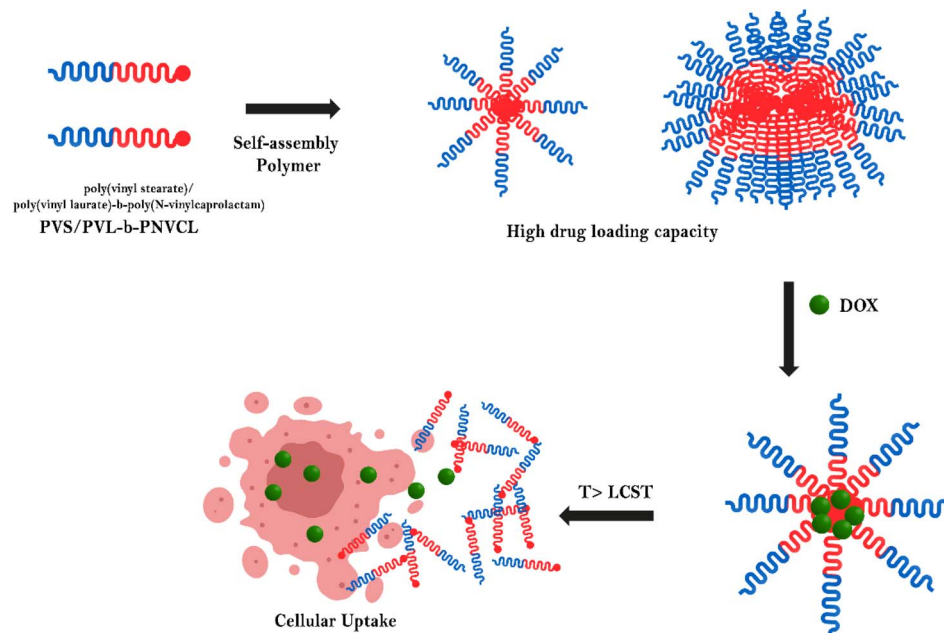 Self-assembly
Polymer
poly(vinyl stearate)/
poly(vinyl laurate)-b-poly(N-vinylcaprolactam)
PVS/PVL-b-PNVCL
High drug loading capacity
DOX
T> LCST
Cellular Uptake